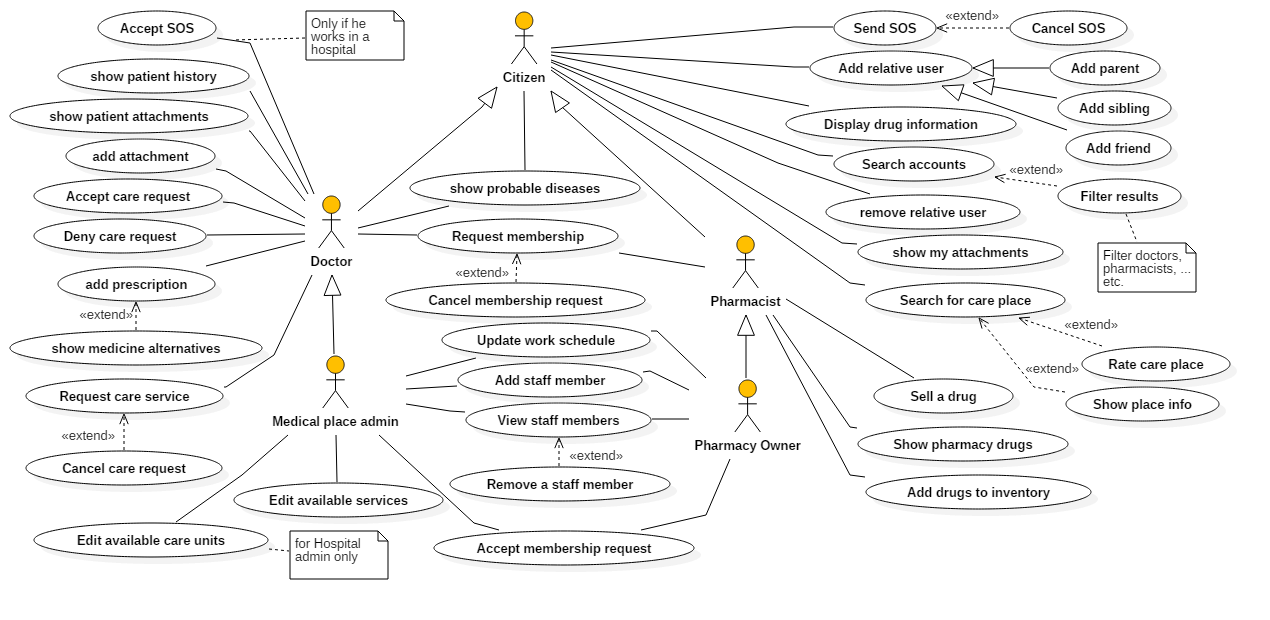 Accept SOS
Only if he
works in a
hospital
Citizen
Send SOS
«extend»
Cancel SOS
show patient history
Add relative user
Add parent
show patient attachments
Display drug information
Add sibling
add attachment
Search accounts
Add friend
«extend»
Accept care request
show probable diseases
remove relative user
Filter results
Deny care request
Doctor
Request membership
show my attachments
Filter doctors,
pharmacists, ...
etc.
«extend»
add prescription
Cancel membership request
Pharmacist
Search for care place
«extend»
«extend»
show medicine alternatives
Update work schedule
Rate care place
«extend»
Request care service
Add staff member
Sell a drug
Show place info
Medical place admin
View staff members
Pharmacy Owner
Show pharmacy drugs
«extend»
«extend»
Cancel care request
Remove a staff member
Add drugs to inventory
Edit available services
Edit available care units
for Hospital
admin only
Accept membership request